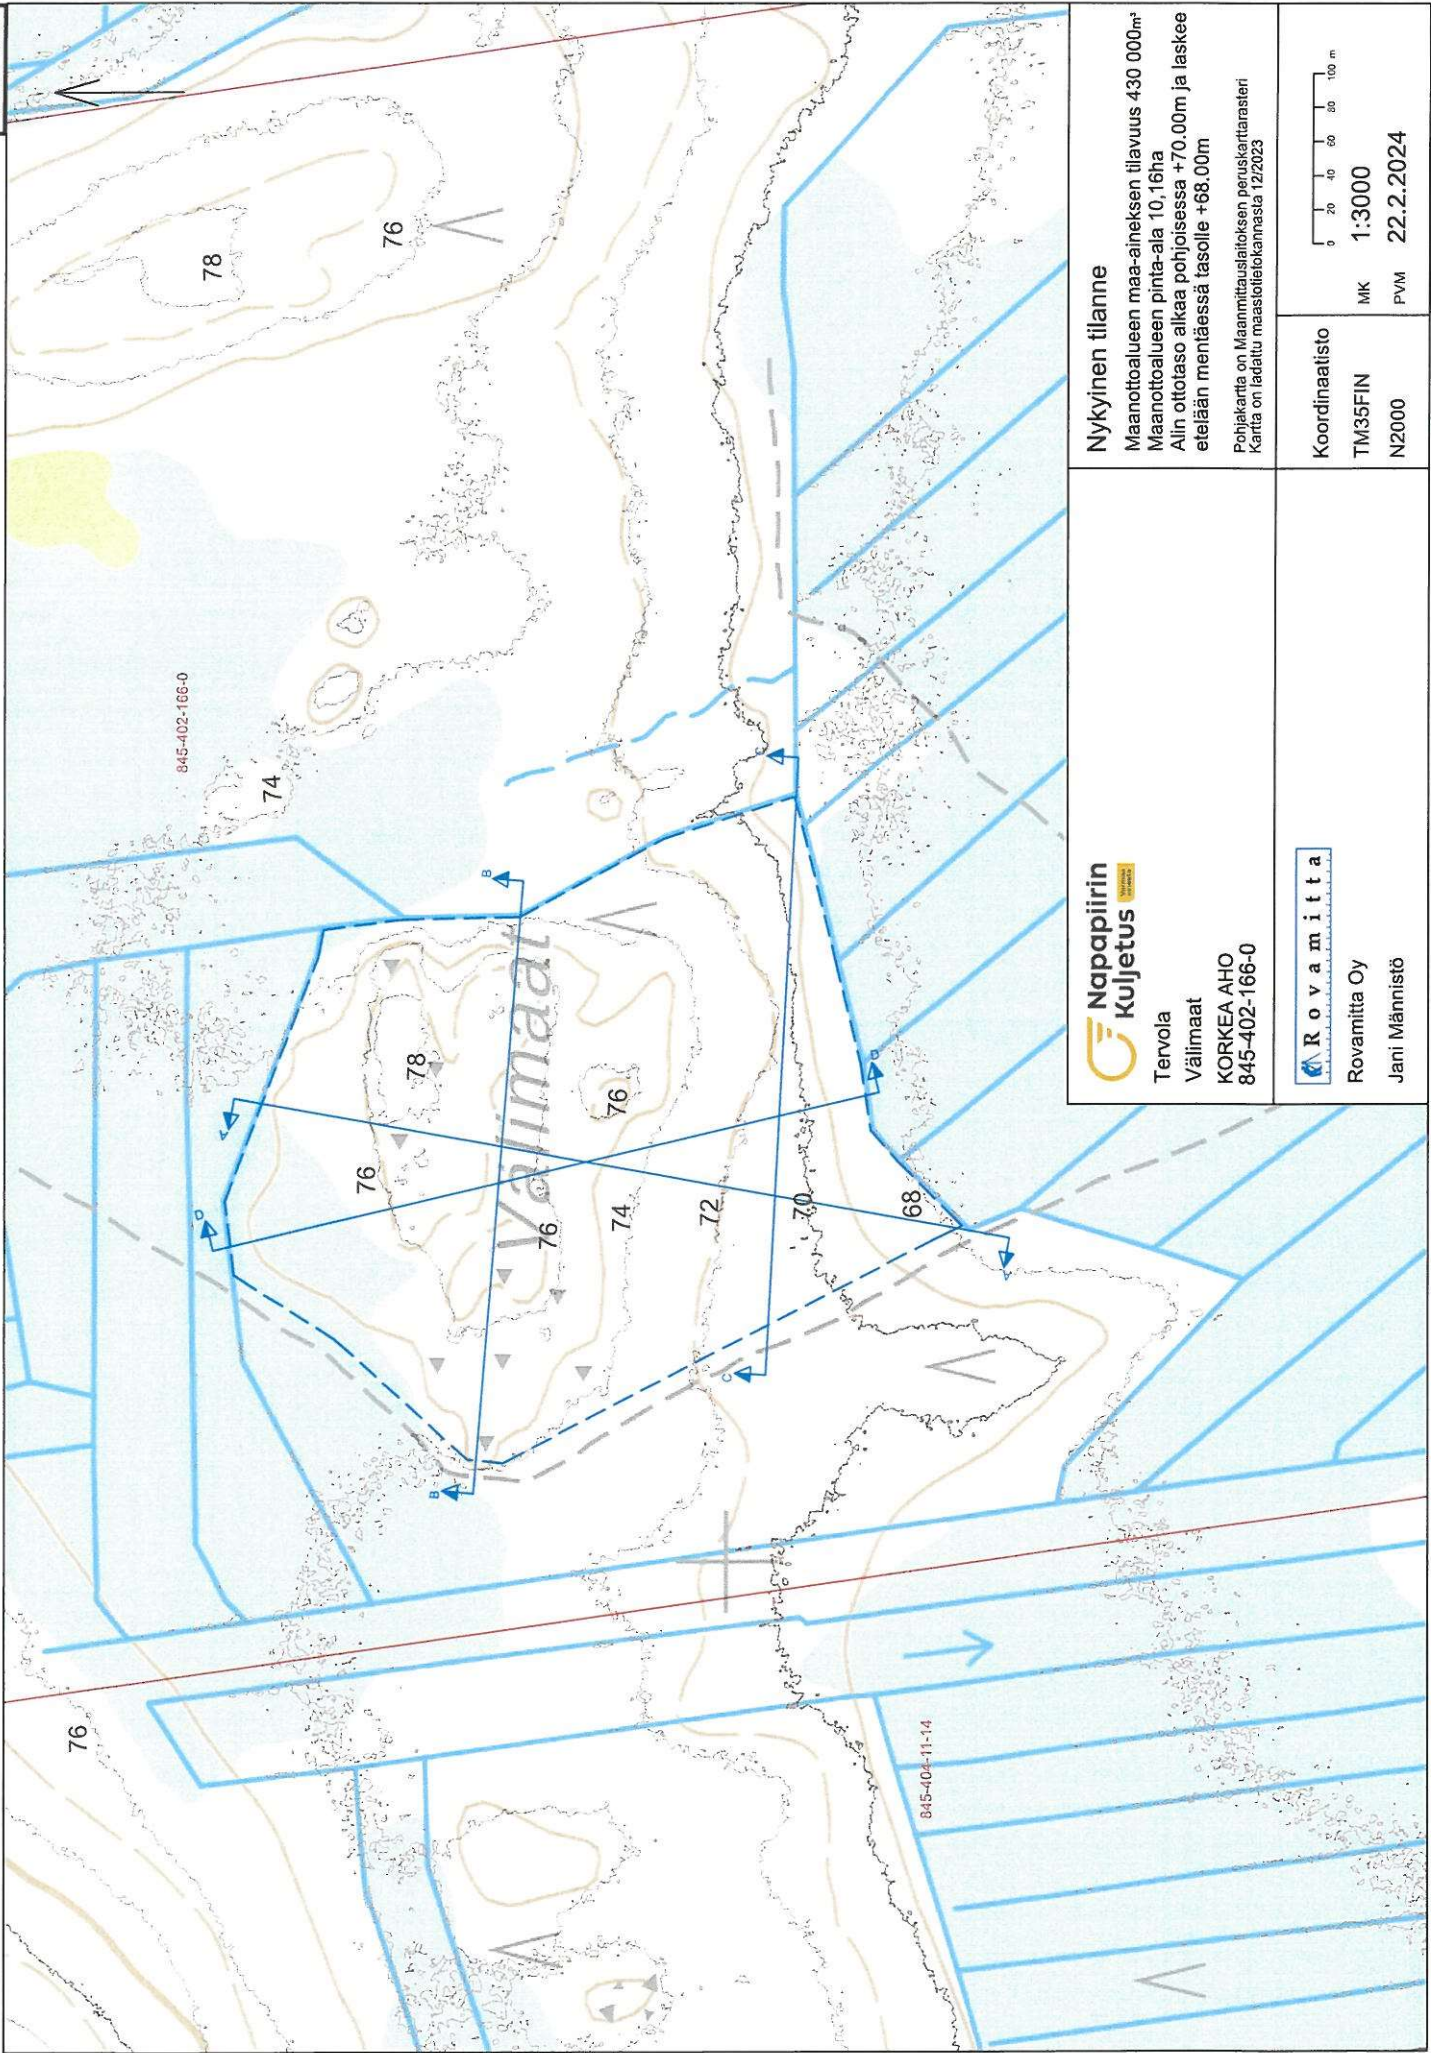 Nykyinen tilanne
Maanottoalueen maa-aineksen tilavuus 430 000m³
Maanottoalueen pinta-ala 10,16ha
Alin ottotaso alkaa pohjoisessa +70.00m ja laskee
etelään mentäessä tasolle +68.00m
Pohjakartta on Maanmittauslaitoksen peruskarttarasteri
Kartta on ladattu maastotietokannasta 12/2023
Koordinaatisto
TM35FIN
N2000
0 20 40 60 80 100 m
MK 1:3000
PVM 22.2.2024
Napapiirin
Kuljetus
Tervola
Välimaat
KORKEA AHO
845-402-166-0
Rovamitta
Rovamitta Oy
Jani Männistö
845-402-166-0
845-404-11-14
Välimaat
76
78
76
74
78
76
76
76
74
72
70
68
A
A
B
B
C
C
D
D